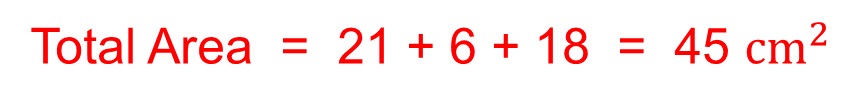 Total Area = 21 + 6 + 18 = 45 cm²